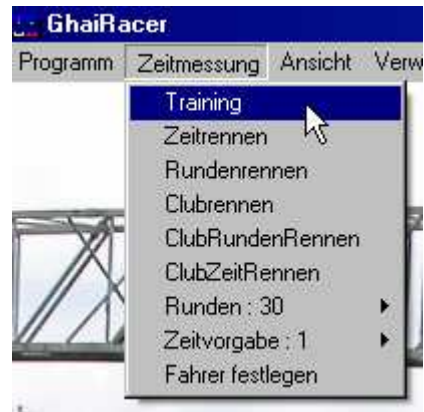 GhaiRacer
Programm Zeitmessung Ansicht
Training
Zeitrennen
Rundenrennen
Clubrennen
ClubRundenRennen
ClubZeitRennen
Runden : 30
Zeitvorgabe : 1
Fahrer festlegen